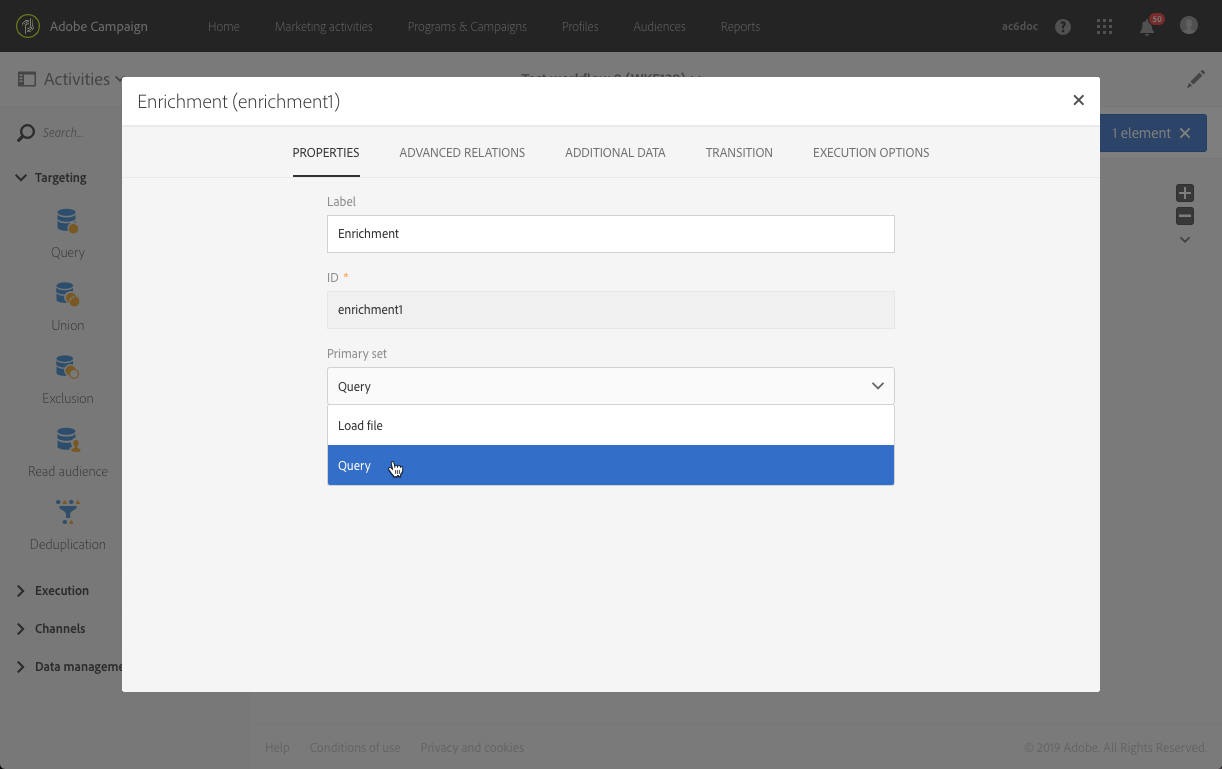 Adobe Campaign
Home
Marketing activities
Programs & Campaigns
Profiles
Audiences
Reports
ac6doc
50
Activities
Enrichment (enrichment1)
Search...
1 element
PROPERTIES
ADVANCED RELATIONS
ADDITIONAL DATA
TRANSITION
EXECUTION OPTIONS
Targeting
Label
Enrichment
Query
ID *
enrichment1
Union
Primary set
Query
Exclusion
Load file
Query
Read audience
Deduplication
Execution
Channels
Data manageme
Help
Conditions of use
Privacy and cookies
© 2019 Adobe. All Rights Reserved.